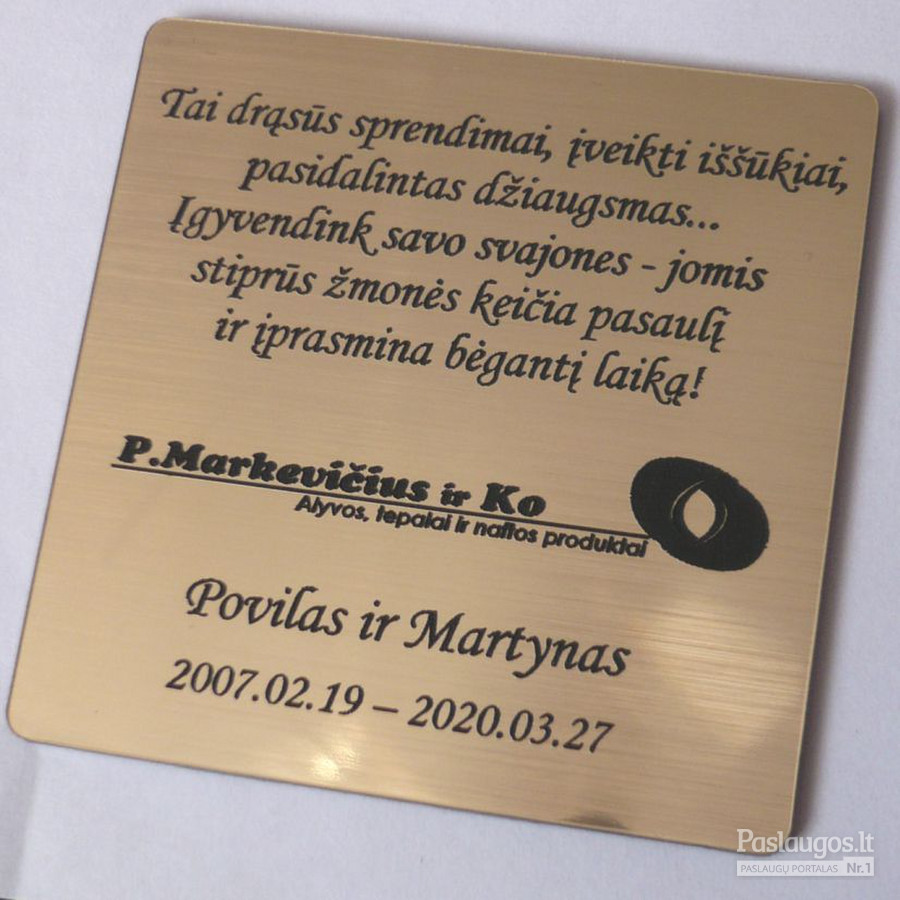 Tai drąsūs sprendimai, įveikti iššūkiai,
pasidalintas džiaugsmas...
Įgyvendink savo svajones - jomis
stiprūs žmonės keičia pasaulį
ir įprasmina bėgantį laiką!
P.Markevičius ir Ko
Alyvos, tepalai ir naftos produktai
Povilas ir Martynas
2007.02.19 – 2020.03.27
Paslaugos.lt
PASLAUGŲ PORTALAS Nr.1